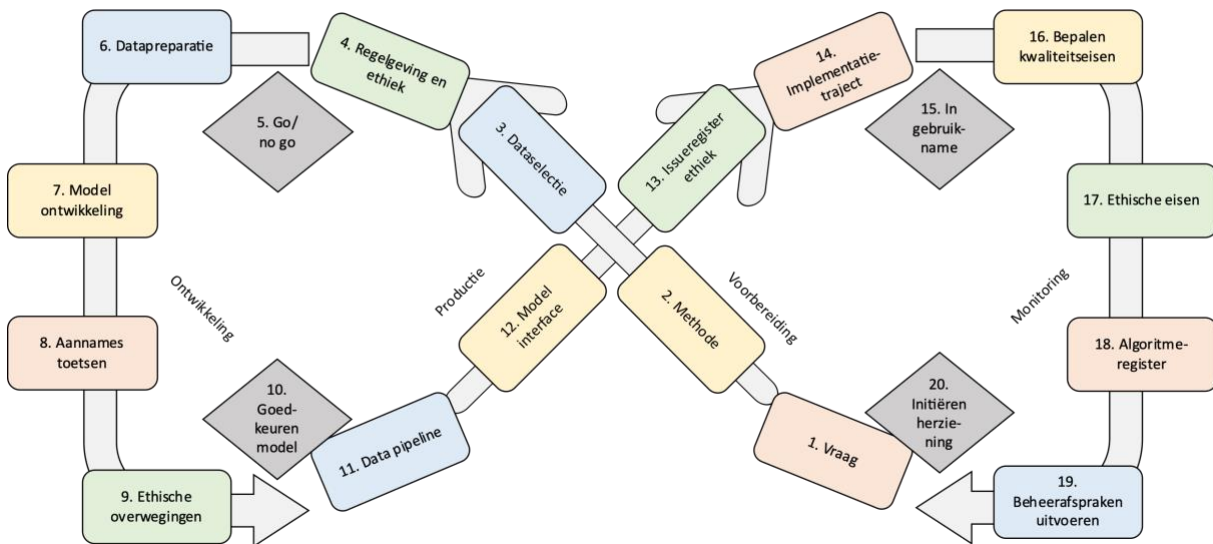 6. Datapreparatie
4. Regelgeving en
ethiek
5. Go/
no go
3. Dataselectie
7. Model
ontwikkeling
Ontwikkeling
8. Aannames
toetsen
10.
Goed-
keuren
model
9. Ethische
overwegingen
11. Data pipeline
12. Model
interface
Productie
13. Issueregister
ethiek
14.
Implementatie-
traject
2. Methode
Voorbereiding
1. Vraag
16. Bepalen
kwaliteitseisen
15. In
gebruik-
name
17. Ethische eisen
Monitoring
18. Algoritme-
register
20.
Initiëren
herzie-
ning
19.
Beheerafspraken
uitvoeren